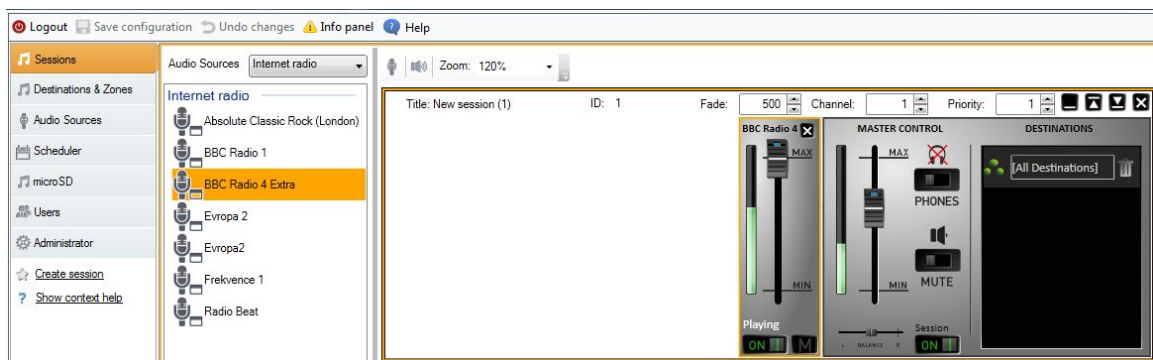 Logout Save configuration Undo changes Info panel Help
Sessions
Destinations & Zones
Audio Sources
Scheduler
microSD
Users
Administrator
Create session
Show context help
Audio Sources Internet radio
Internet radio
Absolute Classic Rock (London)
BBC Radio 1
BBC Radio 4 Extra
Evropa 2
Evropa2
Frekvence 1
Radio Beat
Zoom: 120%
Title: New session (1) ID: 1 Fade: 500 Channel: 1 Priority: 1
BBC Radio 4
MAX
MIN
Playing
ON M
MASTER CONTROL
MAX
MIN
PHONES
MUTE
L BALANCE R
Session
ON
DESTINATIONS
[All Destinations]